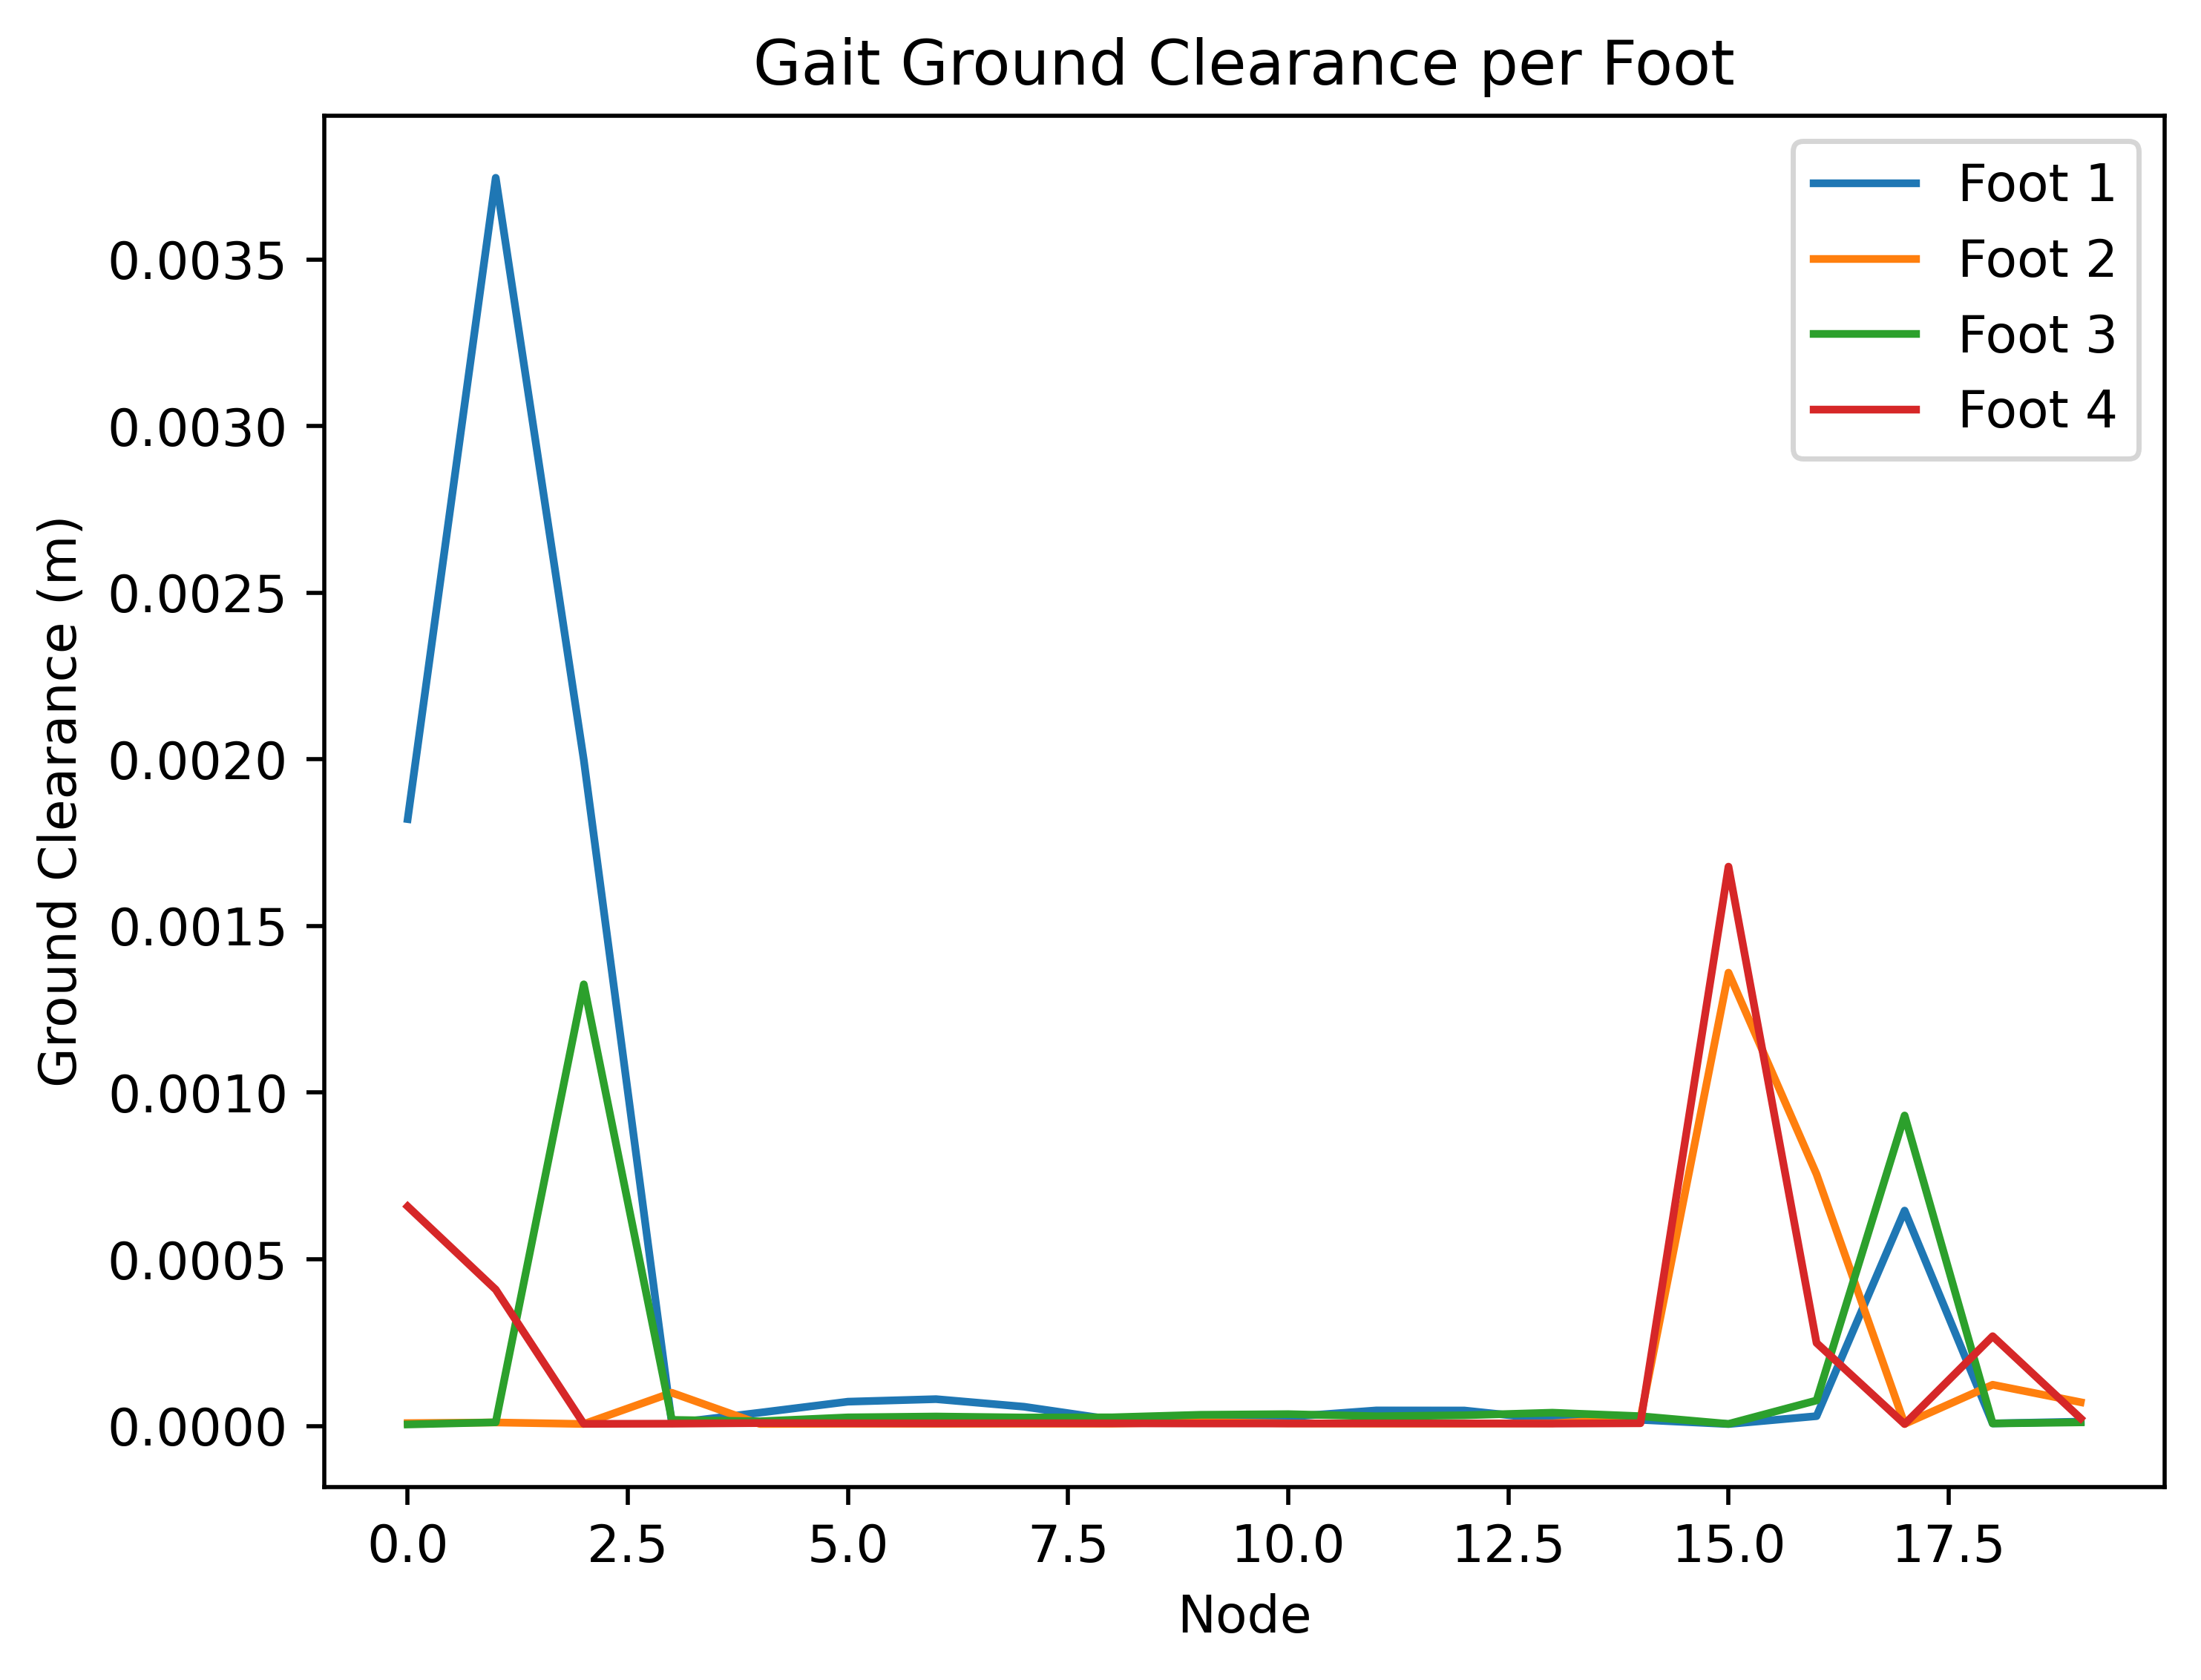 Gait Ground Clearance per Foot
Foot 1
Foot 2
Foot 3
Foot 4
Ground Clearance (m)
0.0035
0.0030
0.0025
0.0020
0.0015
0.0010
0.0005
0.0000
0.0 2.5 5.0 7.5 10.0 12.5 15.0 17.5
Node